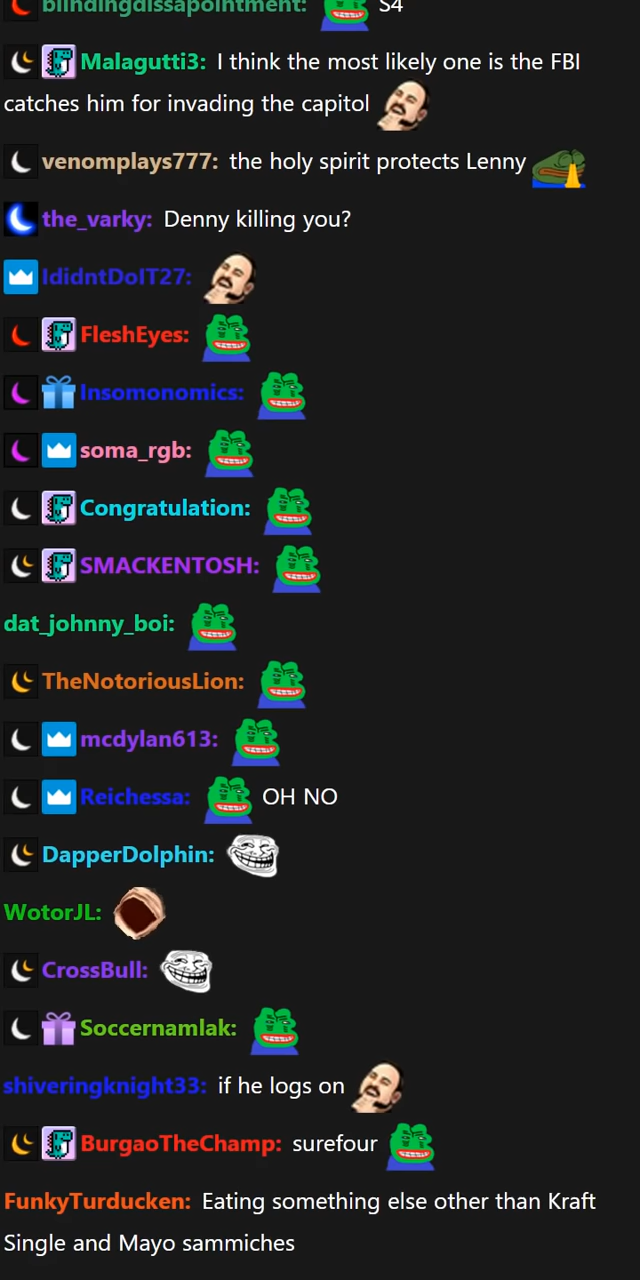 blindingdissapointment: S4
Malagutti3: I think the most likely one is the FBI
catches him for invading the capitol
venomplays777: the holy spirit protects Lenny
the_varky: Denny killing you?
IdidntDoIT27:
FleshEyes:
Insomonomics:
soma_rgb:
Congratulation:
SMACKENTOSH:
dat_johnny_boi:
TheNotoriousLion:
mcdylan613:
Reichessa: OH NO
DapperDolphin:
WotorJL:
CrossBull:
Soccernamlak:
shiveringknight33: if he logs on
BurgaoTheChamp: surefour
FunkyTurducken: Eating something else other than Kraft
Single and Mayo sammiches